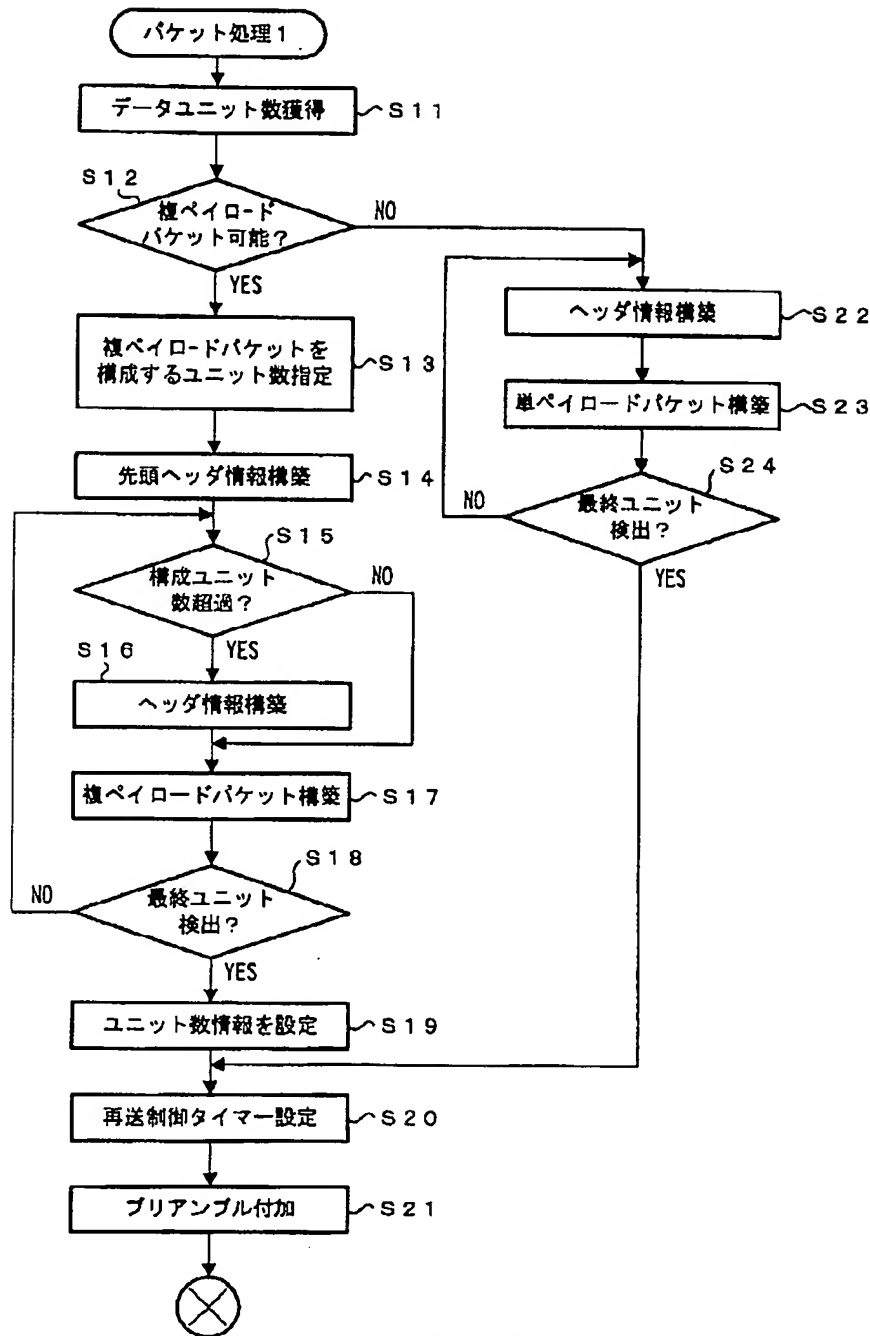 パケット処理1
データユニット数獲得
S11
S12
複ペイロード
パケット可能？
NO
YES
複ペイロードパケットを
構成するユニット数指定
S13
先頭ヘッダ情報構築
S14
S15
構成ユニット
数超過？
NO
YES
S16
ヘッダ情報構築
複ペイロードパケット構築
S17
S18
最終ユニット
検出？
NO
YES
ユニット数情報を設定
S19
再送制御タイマー設定
S20
プリアンブル付加
S21
ヘッダ情報構築
S22
単ペイロードパケット構築
S23
S24
最終ユニット
検出？
NO
YES